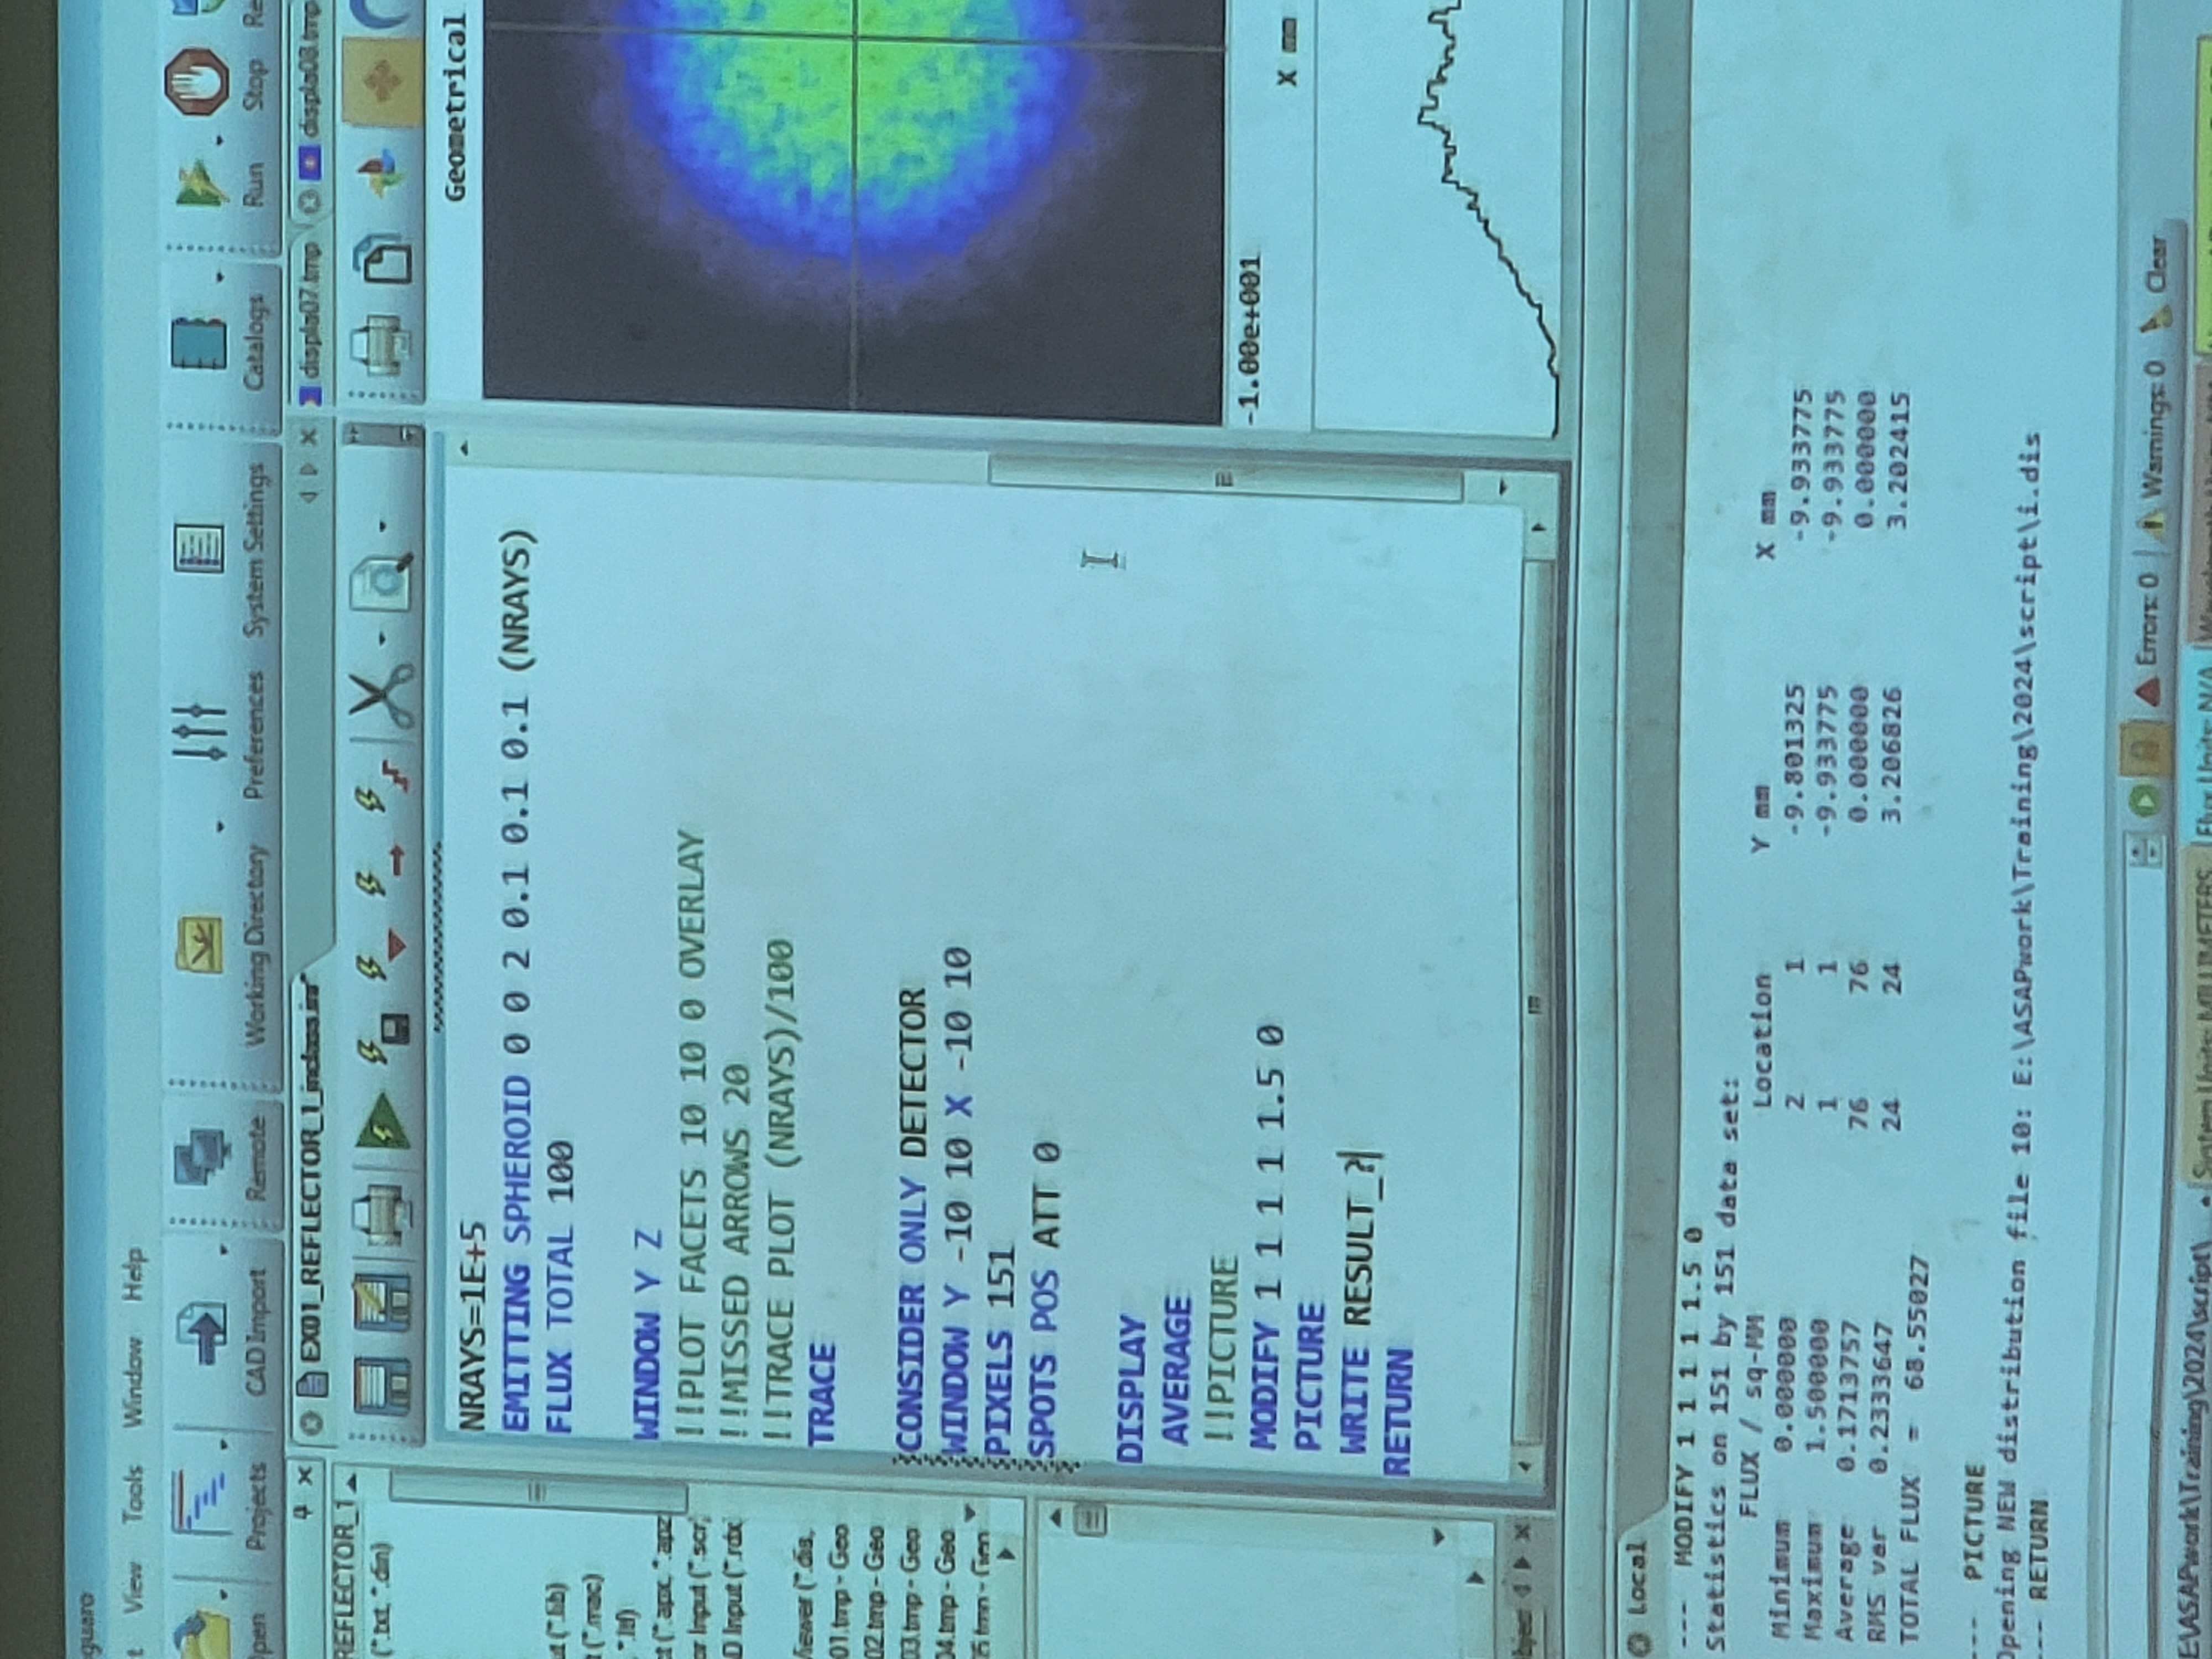 View Tools Window Help
Projects CAD Import Remote Working Directory Preferences System Settings Catalogs Run Stop
EX01_REFLECTOR_1_inclass.inr*
displa07.tmp displa08.tmp
REFLECTOR_1
(*.txt, *.din)
(*.lib)
(*.mac)
(*.apx, *.apz
Input (*.scr,
D Input (*.rdx
Viewer (*.dis,
01.tmp - Geo
02.tmp - Geo
03.tmp - Geo
04.tmp - Geo
NRAYS=1E+5
EMITTING SPHEROID 0 0 2 0.1 0.1 0.1 (NRAYS)
FLUX TOTAL 100
WINDOW Y Z
!!PLOT FACETS 10 10 0 OVERLAY
!!MISSED ARROWS 20
!!TRACE PLOT (NRAYS)/100
TRACE
CONSIDER ONLY DETECTOR
WINDOW Y -10 10 X -10 10
PIXELS 151
SPOTS POS ATT 0
DISPLAY
AVERAGE
!!PICTURE
MODIFY 1 1 1 1 1.5 0
PICTURE
WRITE RESULT_?
RETURN
Geometrical
-1.00e+001
X mm
Local
--- MODIFY 1 1 1 1 1.5 0
Statistics on 151 by 151 data set:
FLUX / sq-MM Location Y mm X mm
Minimum 0.000000 2 1 -9.801325 -9.933775
Maximum 1.500000 1 1 -9.933775 -9.933775
Average 0.1713757 76 76 0.000000 0.000000
RMS var 0.2333647 24 24 3.206826 3.202415
TOTAL FLUX = 68.55027
--- PICTURE
Opening NEW distribution file 10: E:\ASAPwork\Training\2024\script\i.dis
--- RETURN
Errors: 0 Warnings: 0 Clear
E:\ASAPwork\Training\2024\script\ System Units: MILLIMETERS Flux Units: N/A